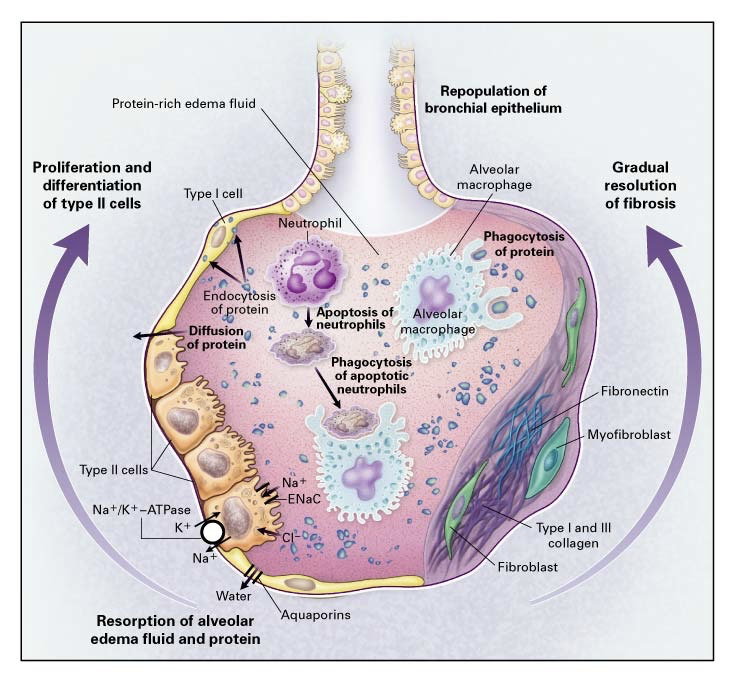 Repopulation of
bronchial epithelium
Protein-rich edema fluid
Proliferation and
differentiation
of type II cells
Gradual
resolution
of fibrosis
Type I cell
Alveolar
macrophage
Neutrophil
Phagocytosis
of protein
Endocytosis
of protein
Apoptosis of
neutrophils
Alveolar
macrophage
Diffusion
of protein
Phagocytosis
of apoptotic
neutrophils
Fibronectin
Myofibroblast
Type II cells
Na⁺
ENaC
Na⁺/K⁺–ATPase
K⁺
Cl⁻
Na⁺
Type I and III
collagen
Fibroblast
Water
Aquaporins
Resorption of alveolar
edema fluid and protein